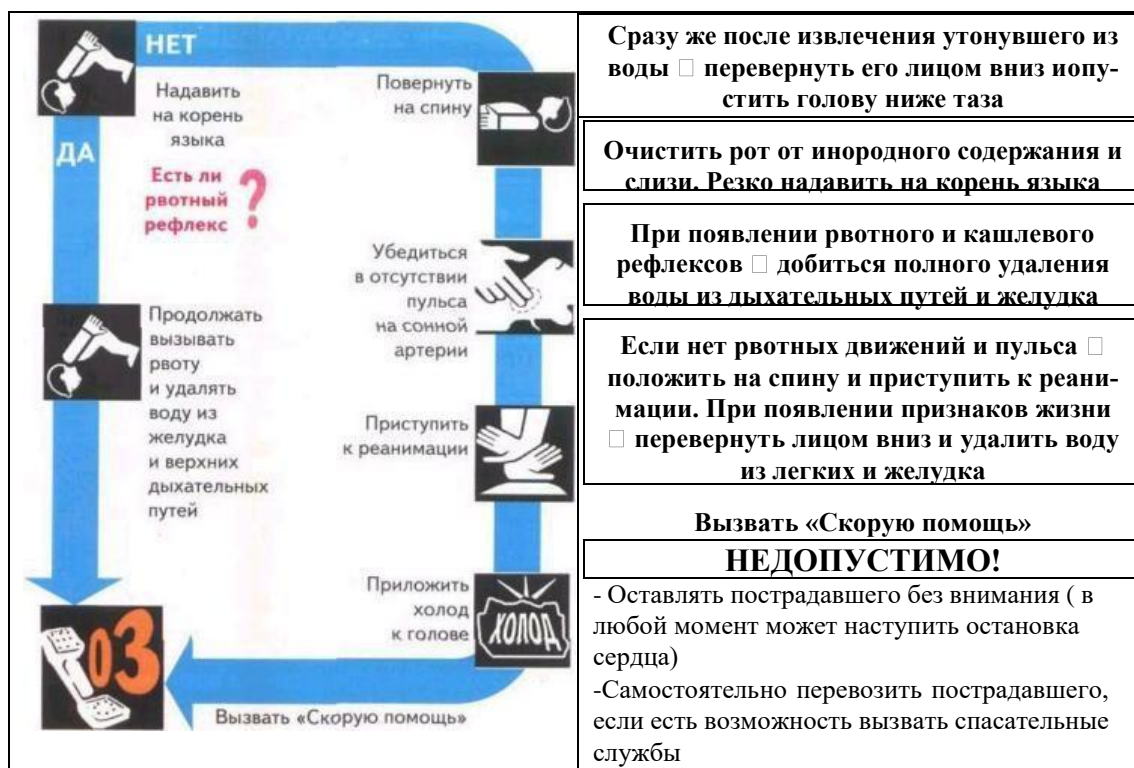 НЕТ
Надавить
на корень
языка
ДА
Есть ли
рвотный
рефлекс
?
Продолжать
вызывать
рвоту
и удалять
воду из
желудка
и верхних
дыхательных
путей
Повернуть
на спину
Убедиться
в отсутствии
пульса
на сонной
артерии
Приступить
к реанимации
Приложить
холод
к голове
ХОЛОД
03
Вызвать «Скорую помощь»
Сразу же после извлечения утонувшего из
воды □ перевернуть его лицом вниз иопу-
стить голову ниже таза
Очистить рот от инородного содержания и
слизи. Резко надавить на корень языка
При появлении рвотного и кашлевого
рефлексов □ добиться полного удаления
воды из дыхательных путей и желудка
Если нет рвотных движений и пульса □
положить на спину и приступить к реани-
мации. При появлении признаков жизни
□ перевернуть лицом вниз и удалить воду
из легких и желудка
Вызвать «Скорую помощь»
НЕДОПУСТИМО!
- Оставлять пострадавшего без внимания ( в
любой момент может наступить остановка
сердца)
-Самостоятельно перевозить пострадавшего,
если есть возможность вызвать спасательные
службы